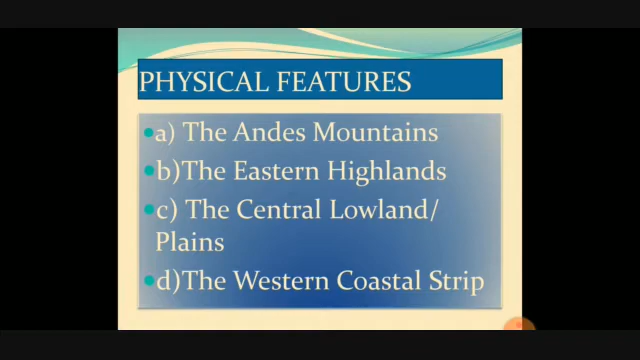 PHYSICAL FEATURES
a) The Andes Mountains
b)The Eastern Highlands
c) The Central Lowland/
Plains
d)The Western Coastal Strip